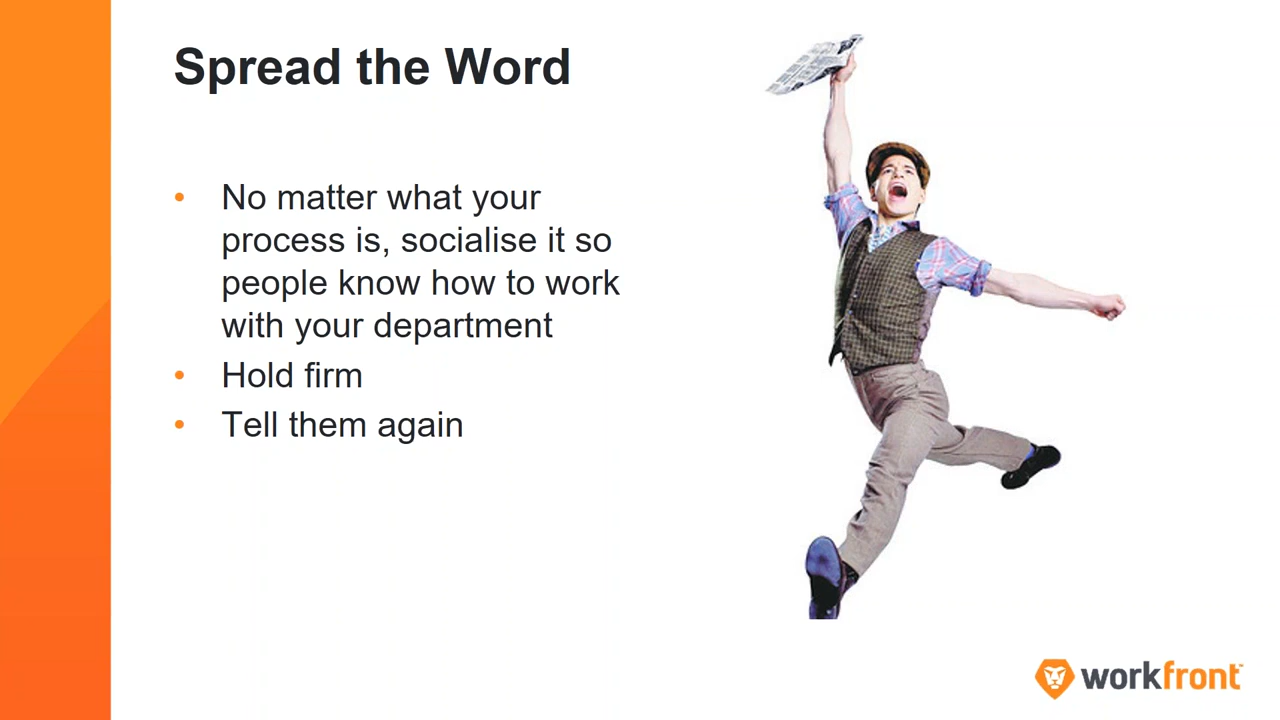 Spread the Word
• No matter what your
process is, socialise it so
people know how to work
with your department
• Hold firm
• Tell them again
workfront™